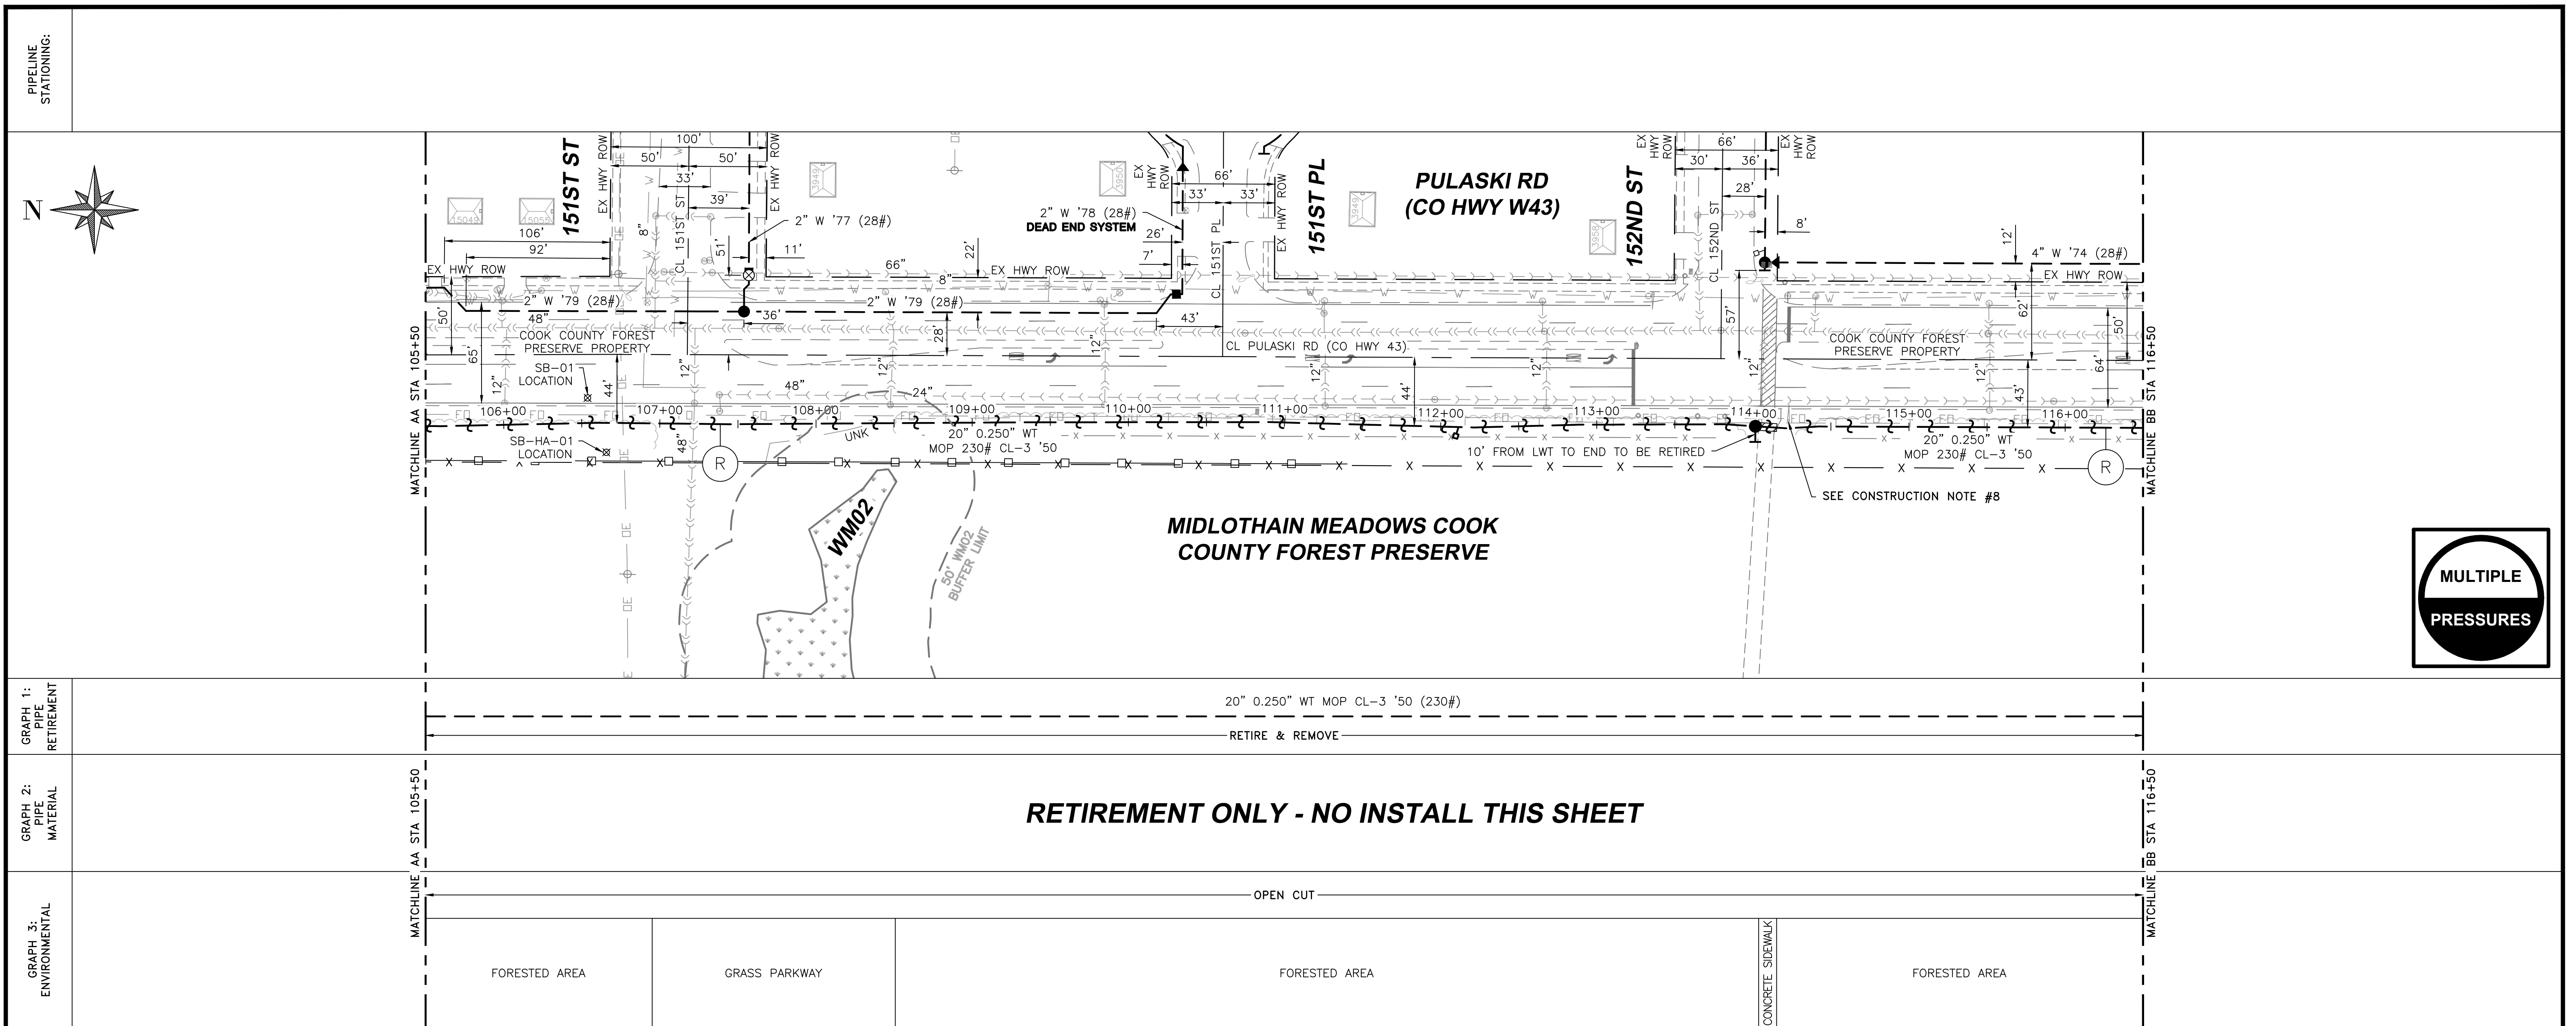 PIPELINE
STATIONING:
N
MATCHLINE AA STA 105+50
15049
15055
106'
92'
EX HWY ROW
151ST ST
EX HWY ROW
100'
50'
50'
33'
39'
8"
CL 151ST ST
51'
EX HWY ROW
2" W '77 (28#)
11'
66"
22'
8"
EX HWY ROW
3949
3950
2" W '78 (28#)
DEAD END SYSTEM
EX
HWY
ROW
66'
33'
33'
26'
7'
CL 151ST PL
EX HWY ROW
151ST PL
3949
PULASKI RD
(CO HWY W43)
3958
152ND ST
EX
HWY
ROW
66'
30'
36'
28'
CL 152ND ST
EX
HWY
ROW
8'
12'
4" W '74 (28#)
EX HWY ROW
62'
50'
64'
50'
65'
2" W '79 (28#)
48"
COOK COUNTY FOREST
PRESERVE PROPERTY
36'
2" W '79 (28#)
28'
43'
CL PULASKI RD (CO HWY 43)
57'
COOK COUNTY FOREST
PRESERVE PROPERTY
SB-01
LOCATION
12"
44'
12"
48"
12"
24"
12"
12"
44'
12"
12"
12"
43'
106+00
107+00
108+00
109+00
110+00
111+00
112+00
113+00
114+00
115+00
116+00
SB-HA-01
LOCATION
48"
R
UNK
20" 0.250" WT
MOP 230# CL-3 '50
10' FROM LWT TO END TO BE RETIRED
20" 0.250" WT
MOP 230# CL-3 '50
R
SEE CONSTRUCTION NOTE #8
MATCHLINE BB STA 116+50
WM02
50' WM02
BUFFER LIMIT
MIDLOTHAIN MEADOWS COOK
COUNTY FOREST PRESERVE
MULTIPLE
PRESSURES
GRAPH 1:
PIPE
RETIREMENT
20" 0.250" WT MOP CL-3 '50 (230#)
RETIRE & REMOVE
GRAPH 2:
PIPE
MATERIAL
MATCHLINE AA STA 105+50
RETIREMENT ONLY - NO INSTALL THIS SHEET
MATCHLINE BB STA 116+50
GRAPH 3:
ENVIRONMENTAL
OPEN CUT
FORESTED AREA
GRASS PARKWAY
FORESTED AREA
CONCRETE SIDEWALK
FORESTED AREA